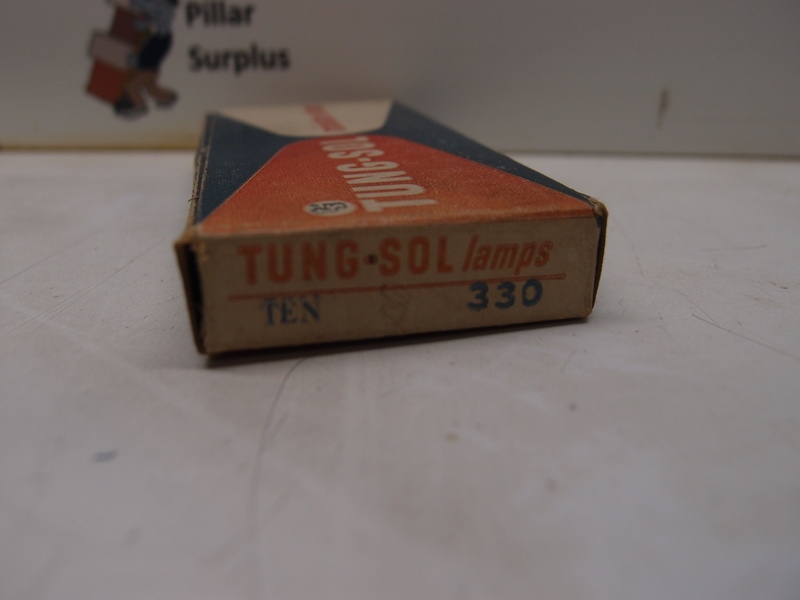 Pillar
Surplus
TUNG·SOL
TUNG·SOL lamps
TEN 330